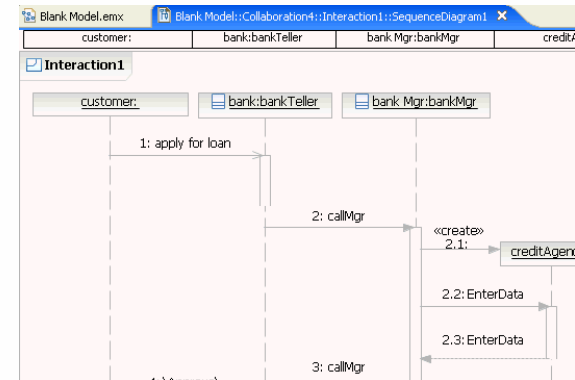 Blank Model.emx
Blank Model::Collaboration4::Interaction1::SequenceDiagram1
customer: bank:bankTeller bank Mgr:bankMgr
Interaction1
customer: bank:bankTeller bank Mgr:bankMgr
1: apply for loan
2: callMgr
«create»
2.1:
2.2: EnterData
2.3: EnterData
3: callMgr